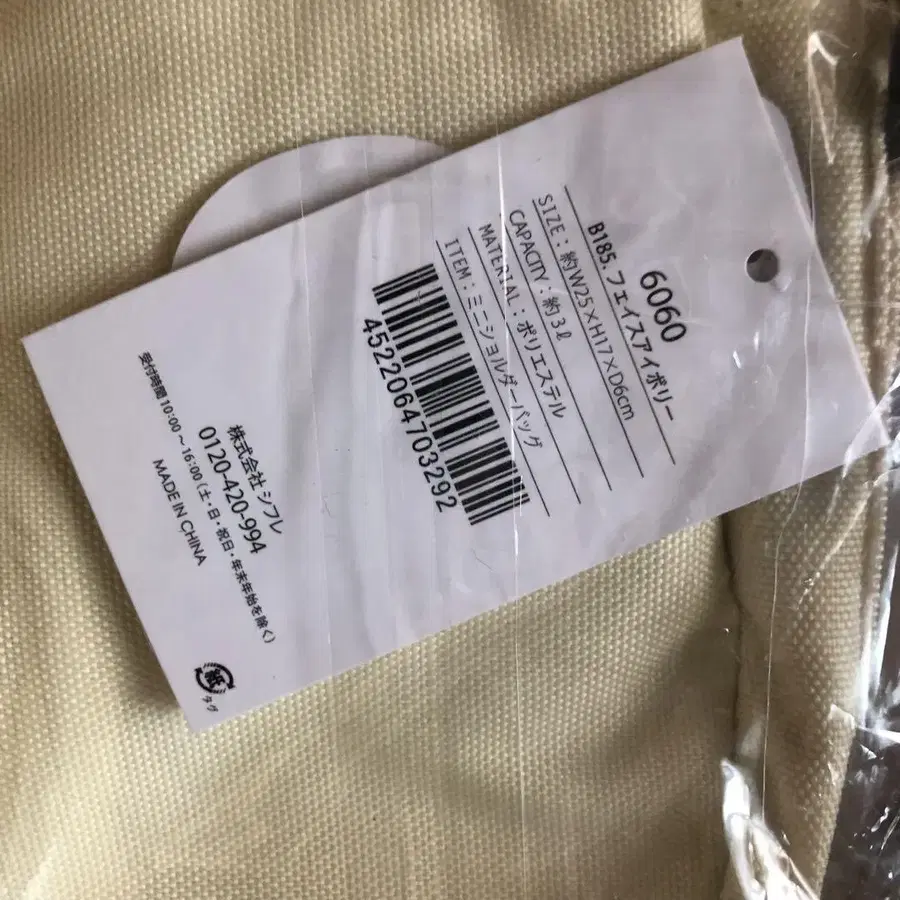 6060
B185. フェイスアイボリー
SIZE : 約W25×H17×D6cm
CAPACITY : 約3ℓ
MATERIAL : ポリエステル
ITEM : ミニショルダーバッグ
4522064703292
株式会社 シフレ
0120-420-994
受付時間 10:00～16:00(土・日・祝日・年末年始を除く)
MADE IN CHINA
紙
タグ